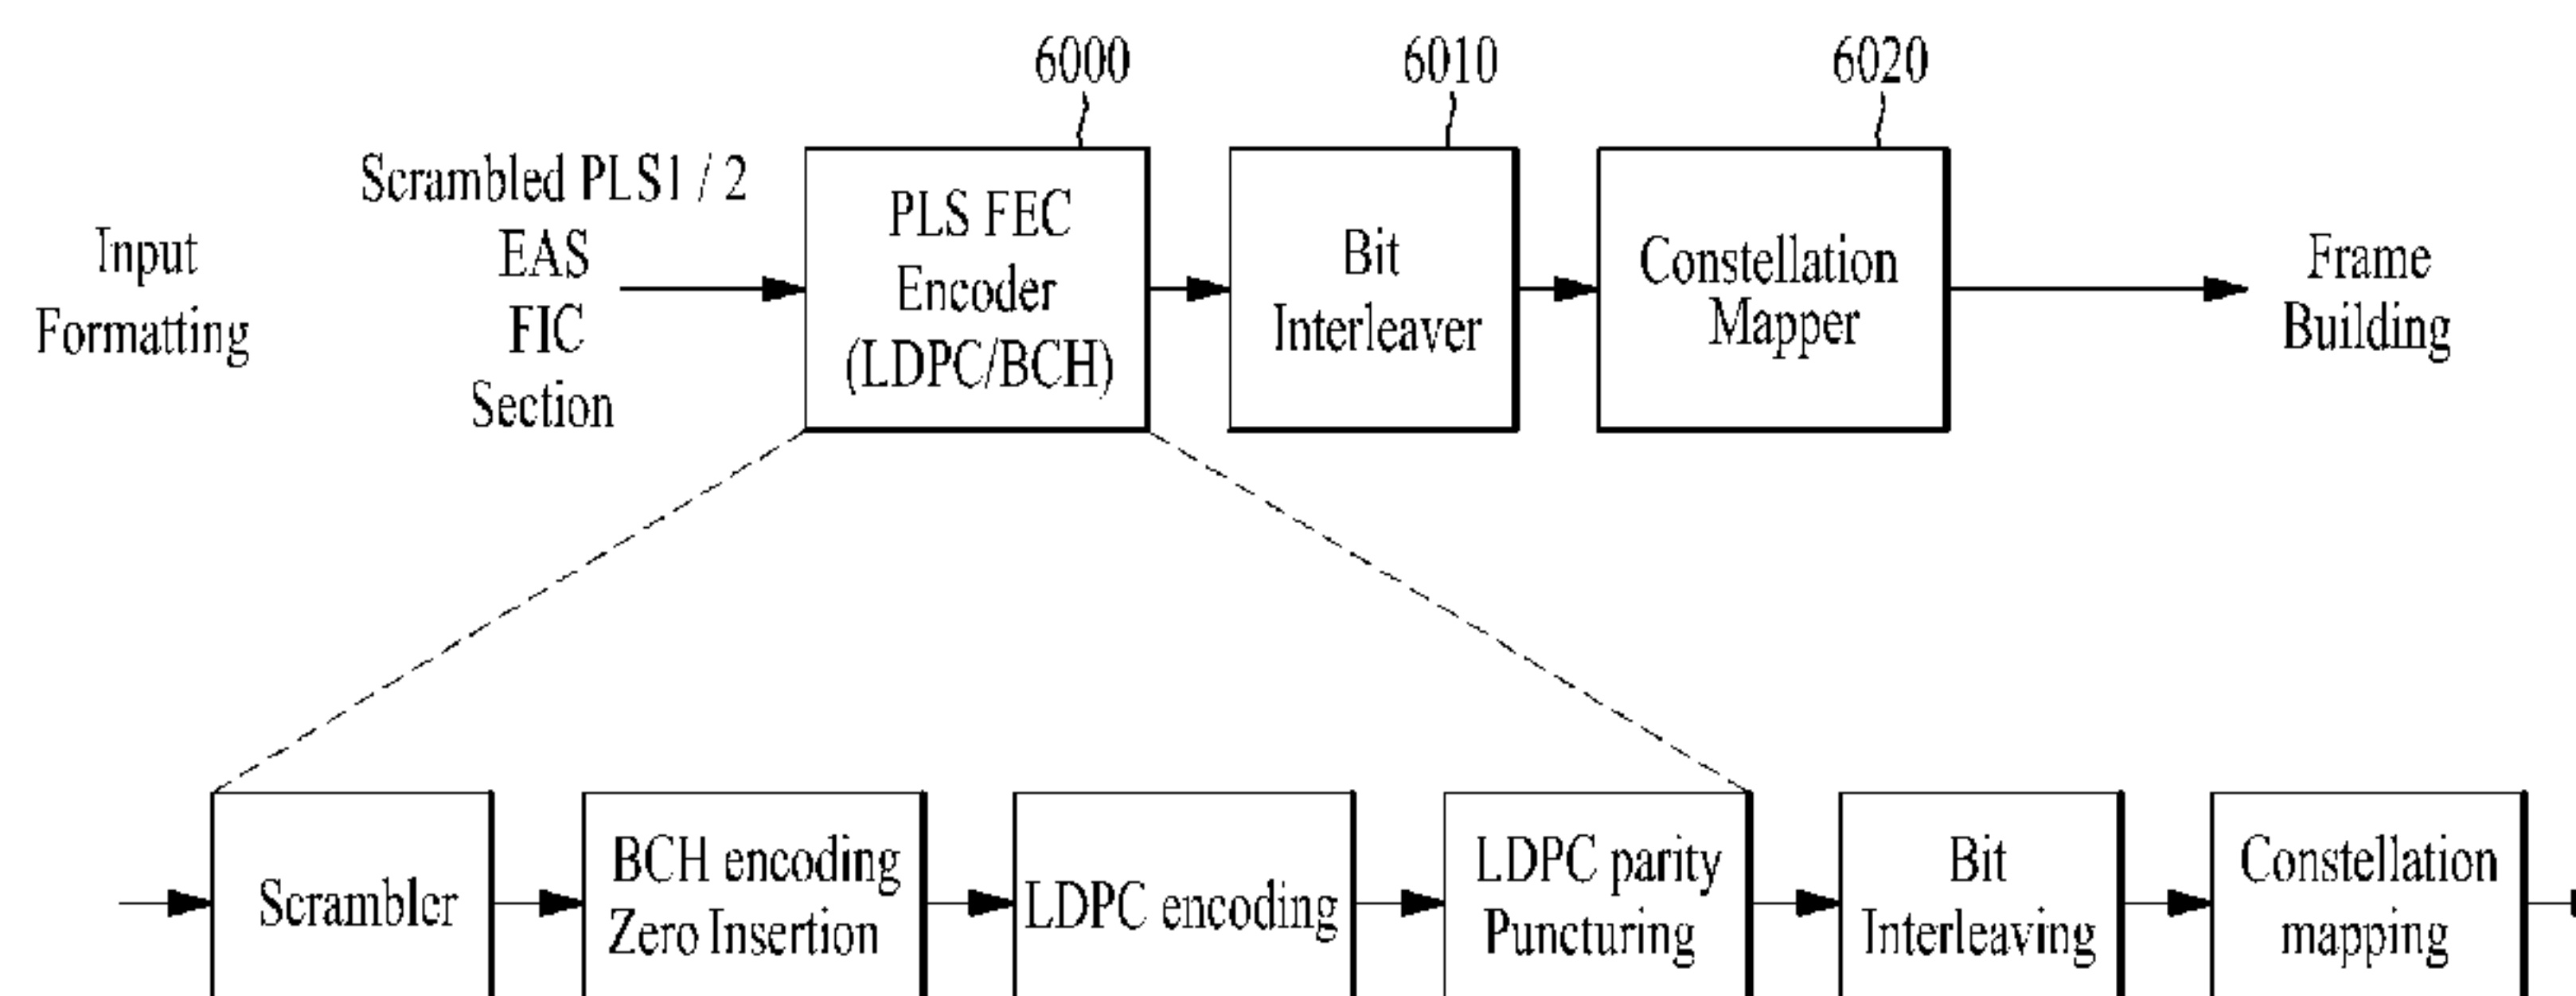 6000
6010
6020
Input
Formatting
Scrambled PLS1 / 2
EAS
FIC
Section
PLS FEC
Encoder
(LDPC/BCH)
Bit
Interleaver
Constellation
Mapper
Frame
Building
Scrambler
BCH encoding
Zero Insertion
LDPC encoding
LDPC parity
Puncturing
Bit
Interleaving
Constellation
mapping